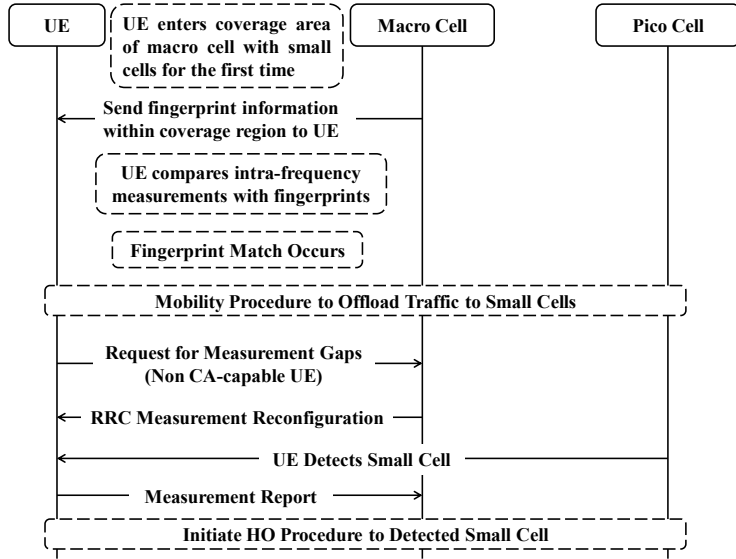 UE
UE enters coverage area
of macro cell with small
cells for the first time
Macro Cell
Pico Cell
Send fingerprint information
within coverage region to UE
UE compares intra-frequency
measurements with fingerprints
Fingerprint Match Occurs
Mobility Procedure to Offload Traffic to Small Cells
Request for Measurement Gaps
(Non CA-capable UE)
RRC Measurement Reconfiguration
UE Detects Small Cell
Measurement Report
Initiate HO Procedure to Detected Small Cell